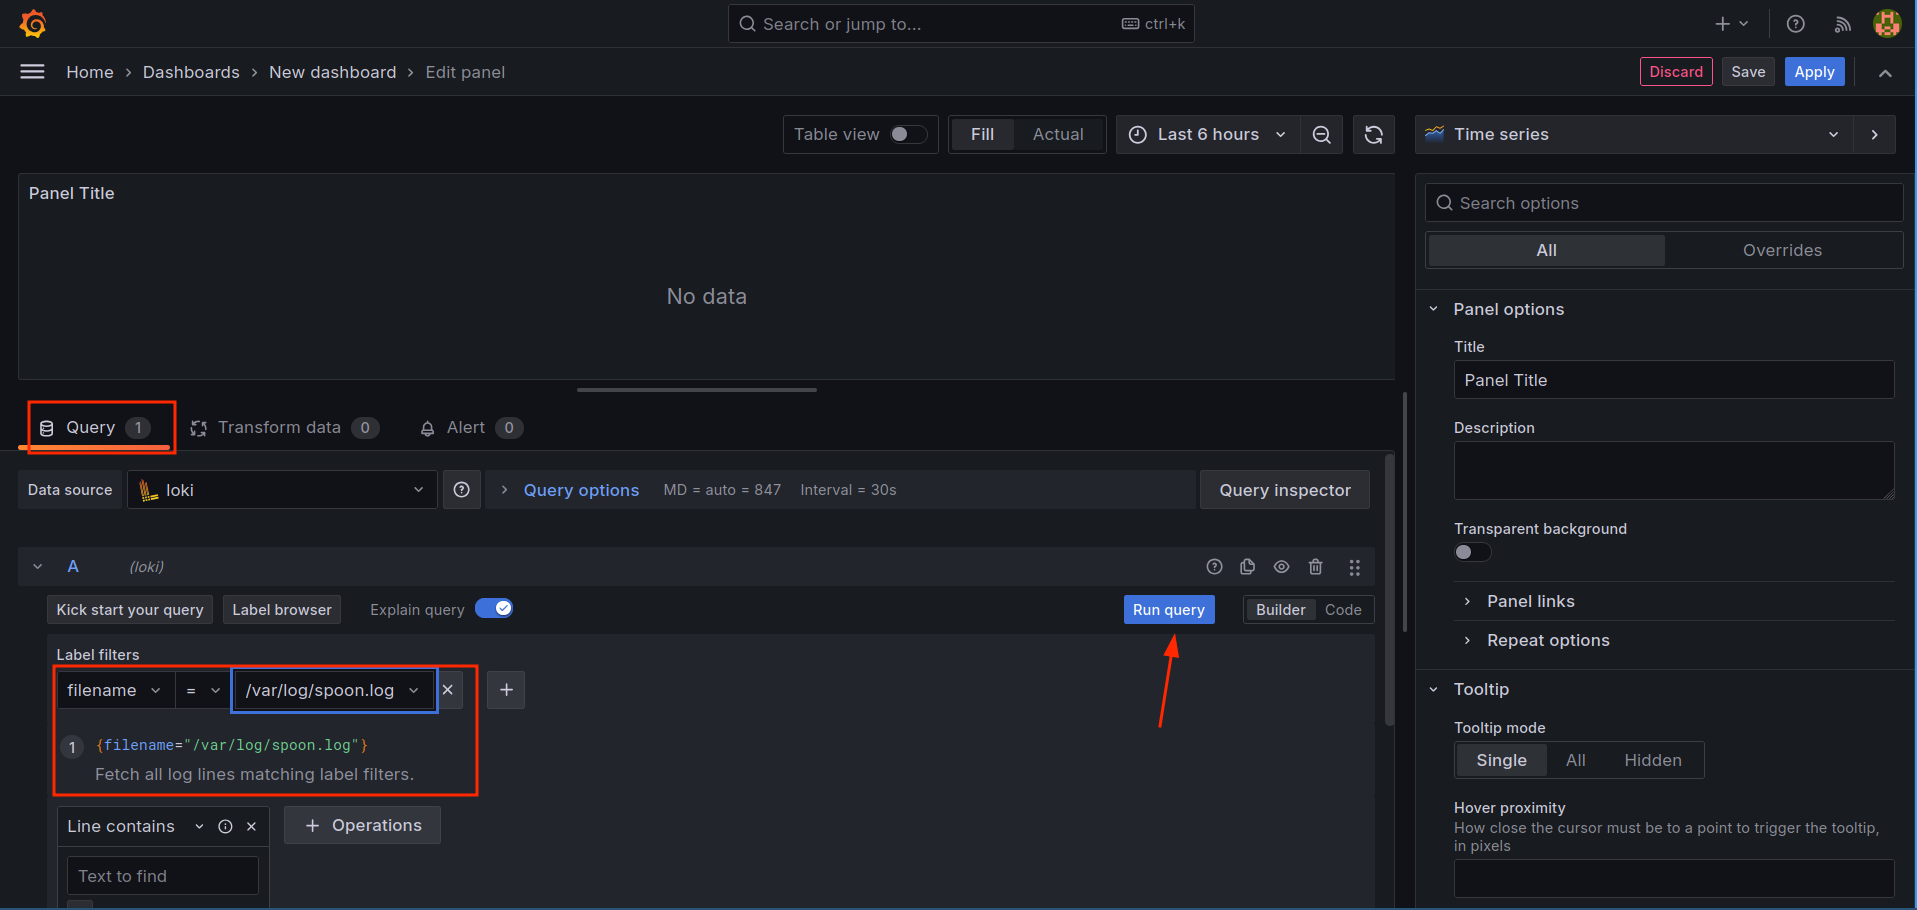 Search or jump to... ctrl+k
Home › Dashboards › New dashboard › Edit panel
Discard Save Apply
Table view Fill Actual Last 6 hours
Time series
Panel Title
No data
Query 1 Transform data 0 Alert 0
Data source loki Query options MD = auto = 847 Interval = 30s Query inspector
A (loki)
Kick start your query Label browser Explain query Run query Builder Code
Label filters
filename = /var/log/spoon.log
1 {filename="/var/log/spoon.log"}
Fetch all log lines matching label filters.
Line contains + Operations
Text to find
Search options
All Overrides
Panel options
Title
Panel Title
Description
Transparent background
Panel links
Repeat options
Tooltip
Tooltip mode
Single All Hidden
Hover proximity
How close the cursor must be to a point to trigger the tooltip,
in pixels